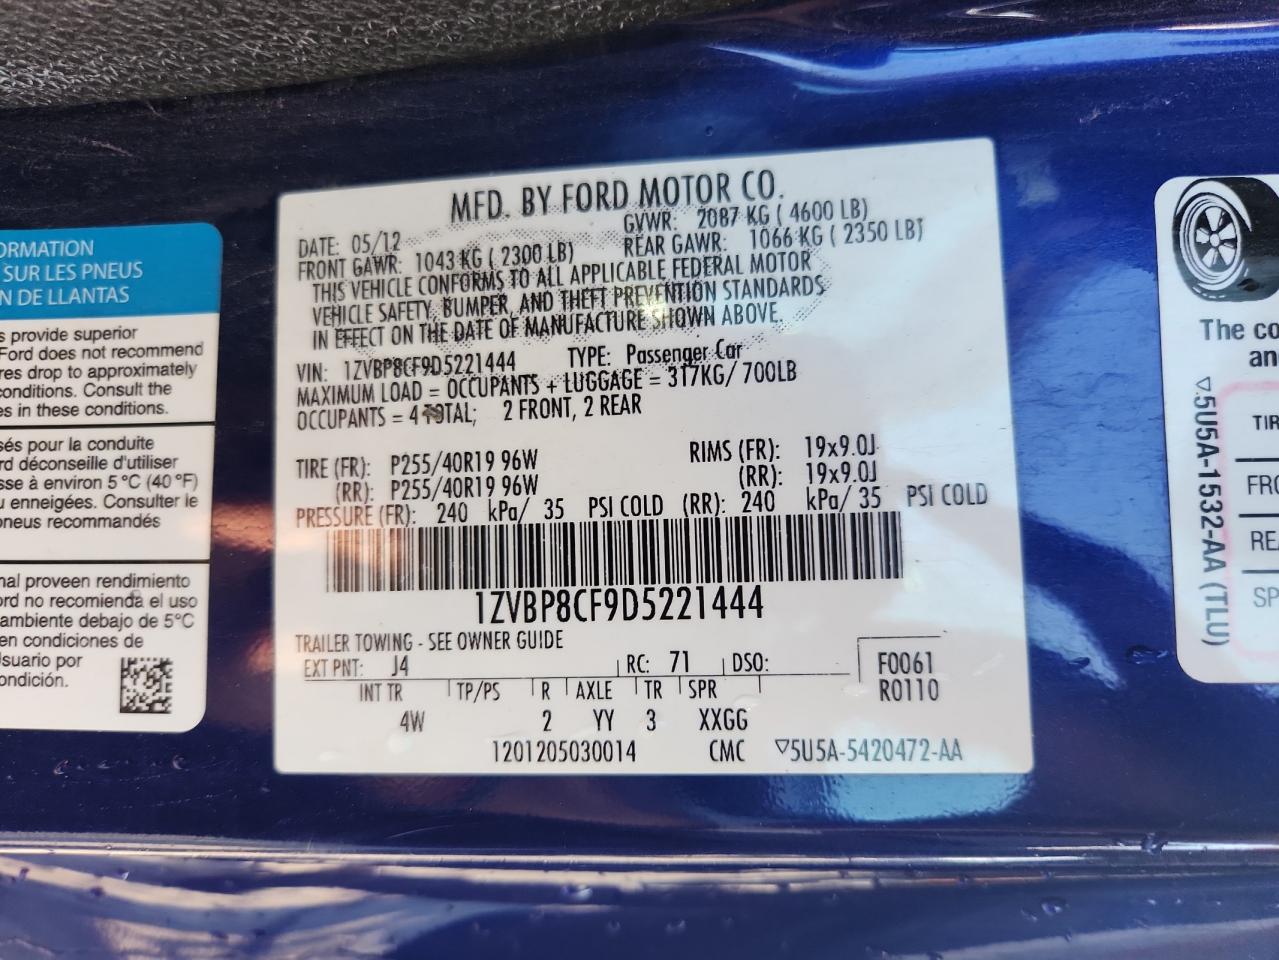 ORMATION
SUR LES PNEUS
N DE LLANTAS
s provide superior
Ford does not recommend
res drop to approximately
conditions. Consult the
es in these conditions.
sés pour la conduite
rd déconseille d'utiliser
sse à environ 5 °C (40 °F)
u enneigées. Consulter le
pneus recommandés
nal proveen rendimiento
ord no recomienda el uso
ambiente debajo de 5°C
en condiciones de
Usuario por
ondición.
MFD. BY FORD MOTOR CO.
DATE: 05/12 GVWR: 2087 KG ( 4600 LB)
FRONT GAWR: 1043 KG ( 2300 LB) REAR GAWR: 1066 KG ( 2350 LB)
THIS VEHICLE CONFORMS TO ALL APPLICABLE FEDERAL MOTOR
VEHICLE SAFETY, BUMPER, AND THEFT PREVENTION STANDARDS
IN EFFECT ON THE DATE OF MANUFACTURE SHOWN ABOVE.
VIN: 1ZVBP8CF9D5221444 TYPE: Passenger Car
MAXIMUM LOAD = OCCUPANTS + LUGGAGE = 317KG/ 700LB
OCCUPANTS = 4 TOTAL; 2 FRONT, 2 REAR
TIRE (FR): P255/40R19 96W RIMS (FR): 19x9.0J
(RR): P255/40R19 96W (RR): 19x9.0J
PRESSURE (FR): 240 kPa/ 35 PSI COLD (RR): 240 kPa/ 35 PSI COLD
1ZVBP8CF9D5221444
TRAILER TOWING - SEE OWNER GUIDE
EXT PNT: J4 RC: 71 DSO: F0061
INT TR TP/PS R AXLE TR SPR R0110
4W 2 YY 3 XXGG
1201205030014 CMC ▽5U5A-5420472-AA
The co
an
▽5U5A-1532-AA (TLU)
TIR
FRO
REA
SP